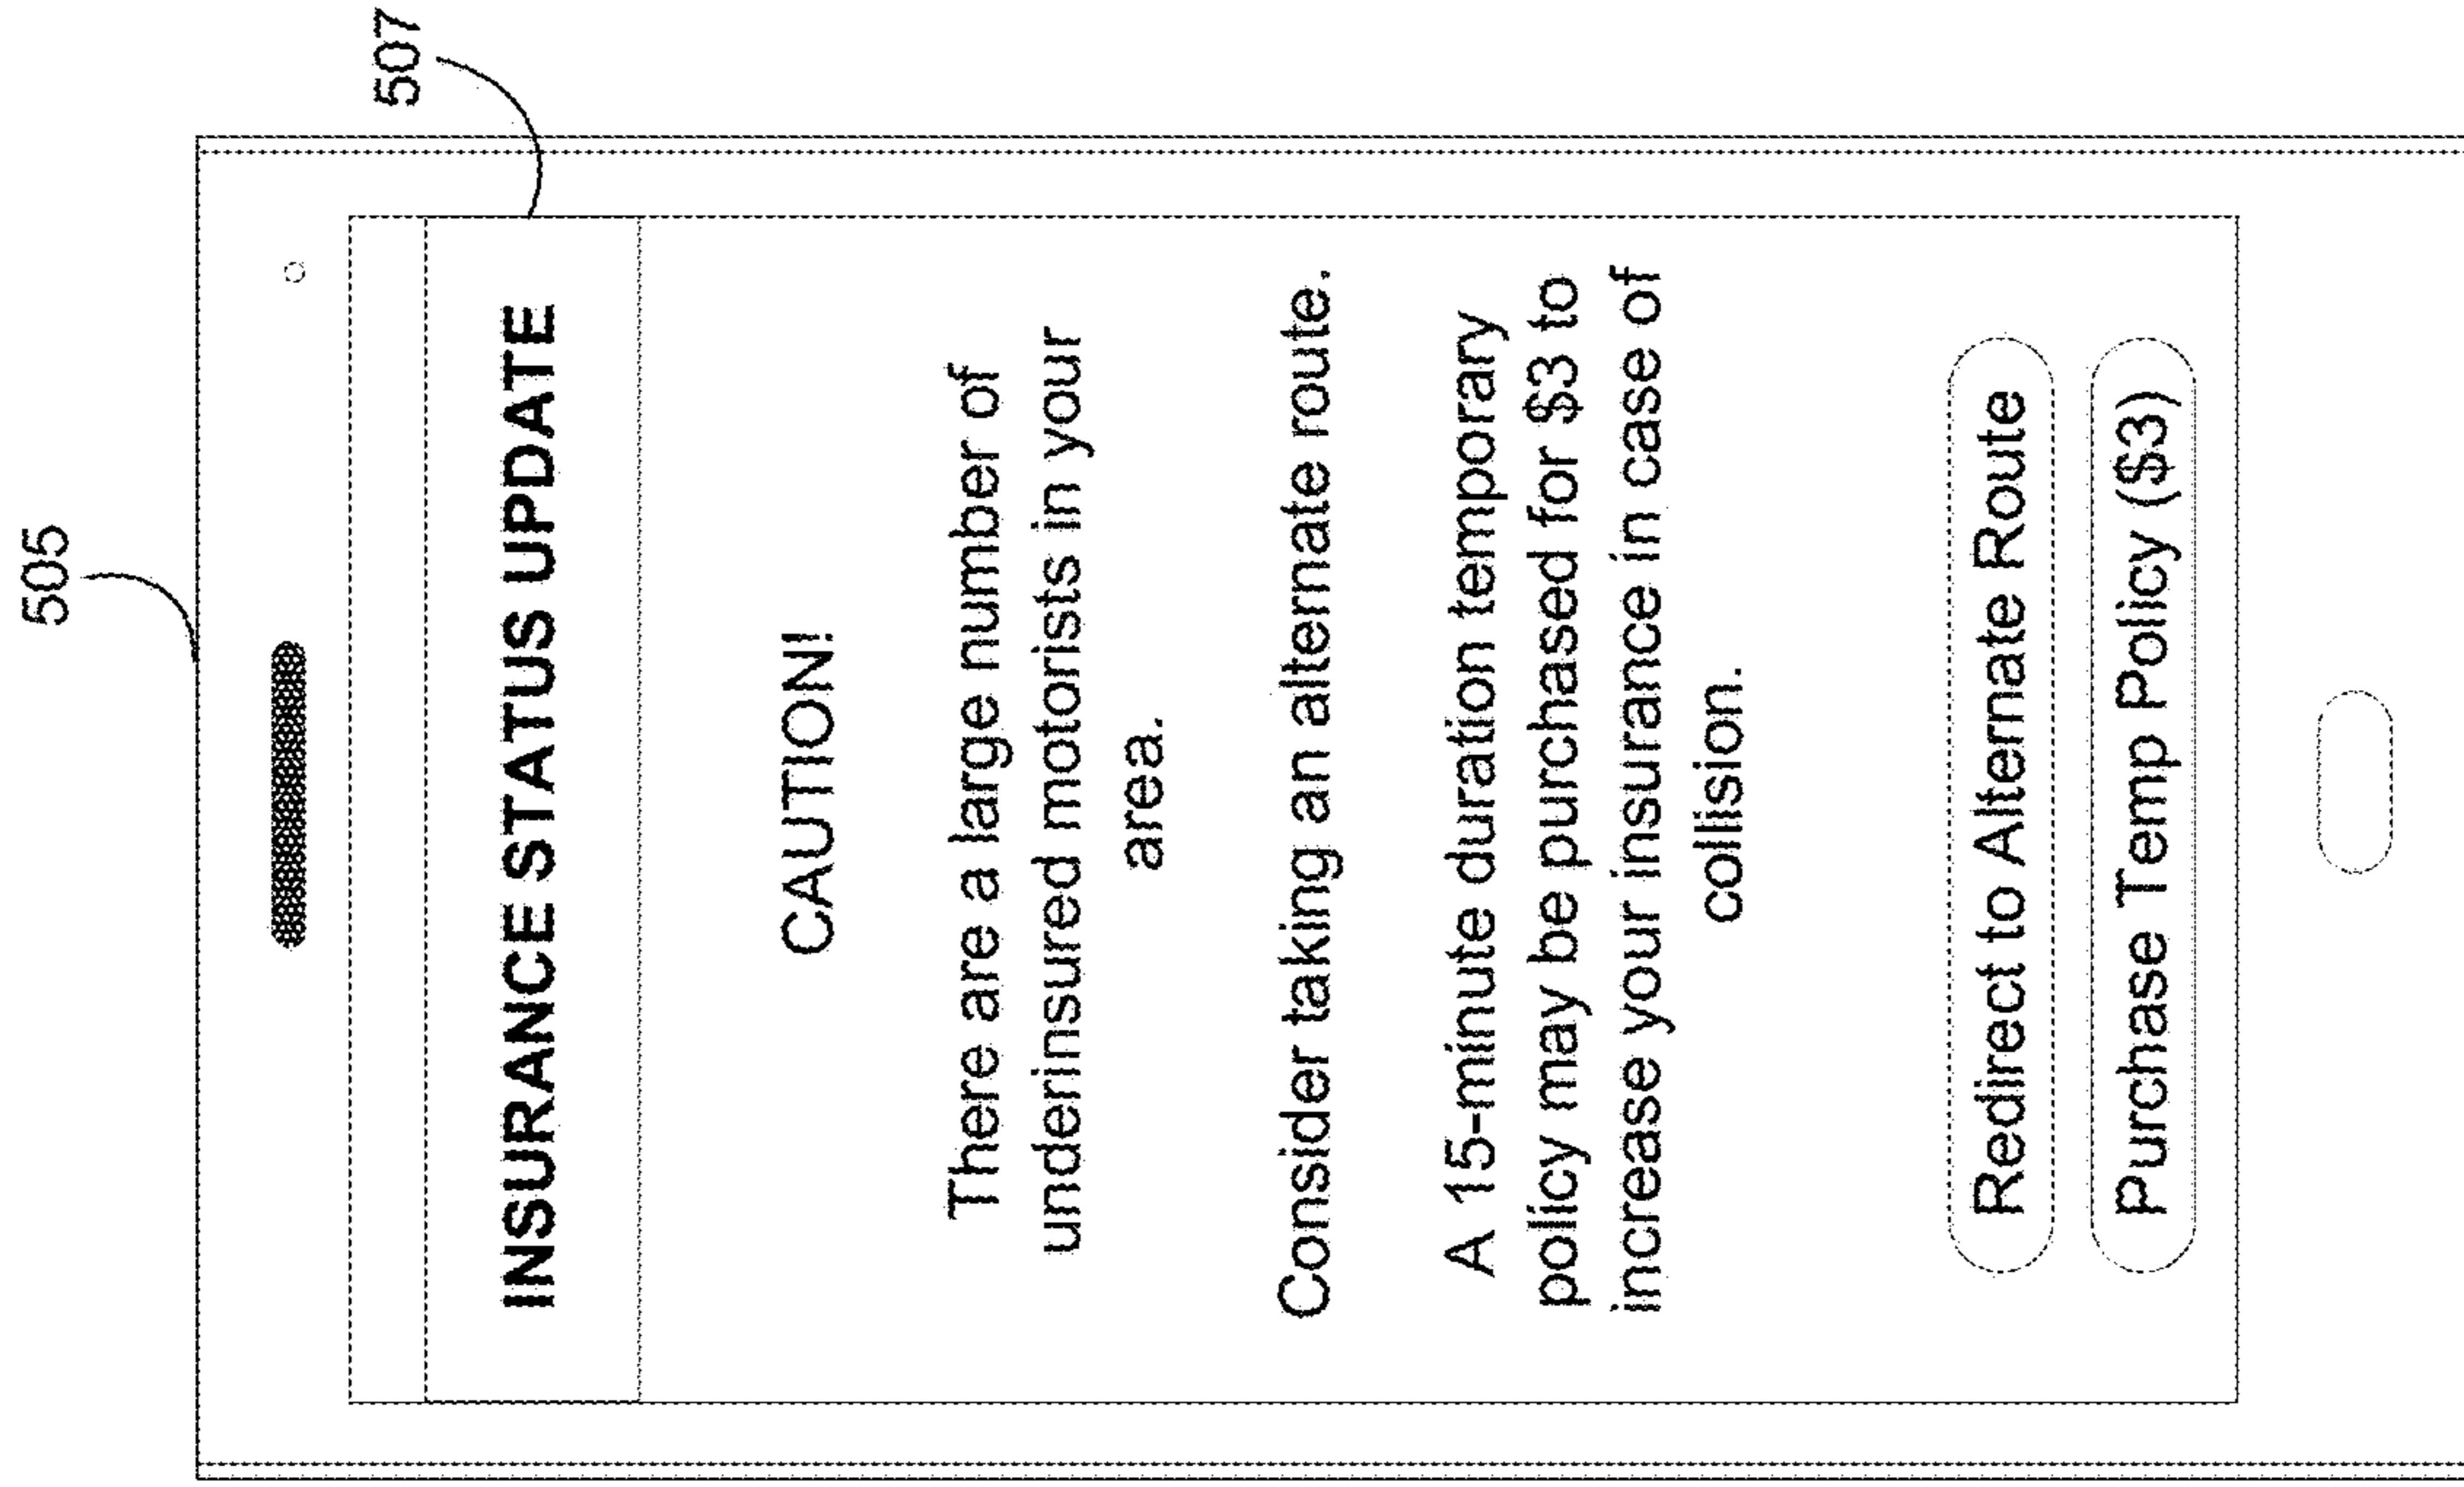 505
507
INSURANCE STATUS UPDATE
CAUTION!
There are a large number of
underinsured motorists in your
area.
Consider taking an alternate route.
A 15-minute duration temporary
policy may be purchased for $3 to
increase your insurance in case of
collision.
Redirect to Alternate Route
Purchase Temp Policy ($3)